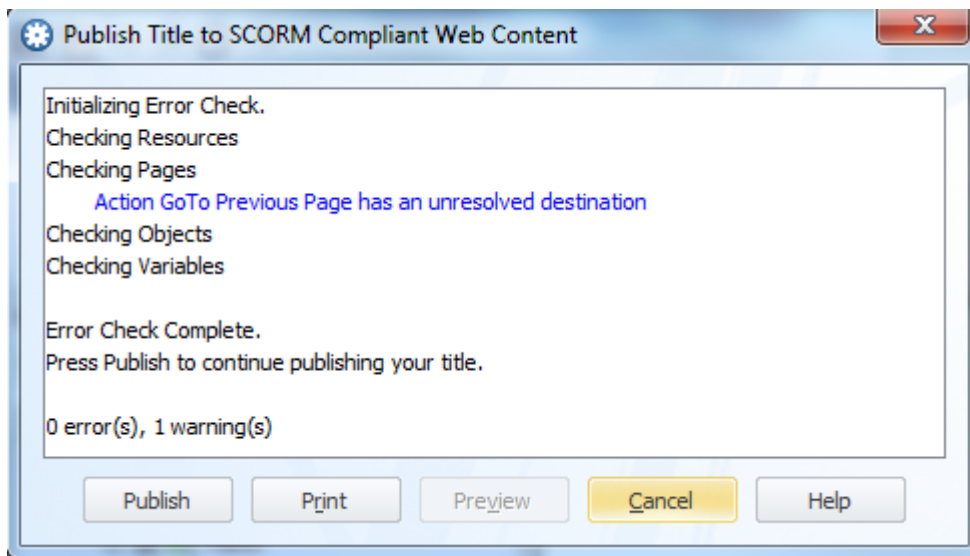 Publish Title to SCORM Compliant Web Content
Initializing Error Check.
Checking Resources
Checking Pages
Action GoTo Previous Page has an unresolved destination
Checking Objects
Checking Variables
Error Check Complete.
Press Publish to continue publishing your title.
0 error(s), 1 warning(s)
Publish Print Preview Cancel Help